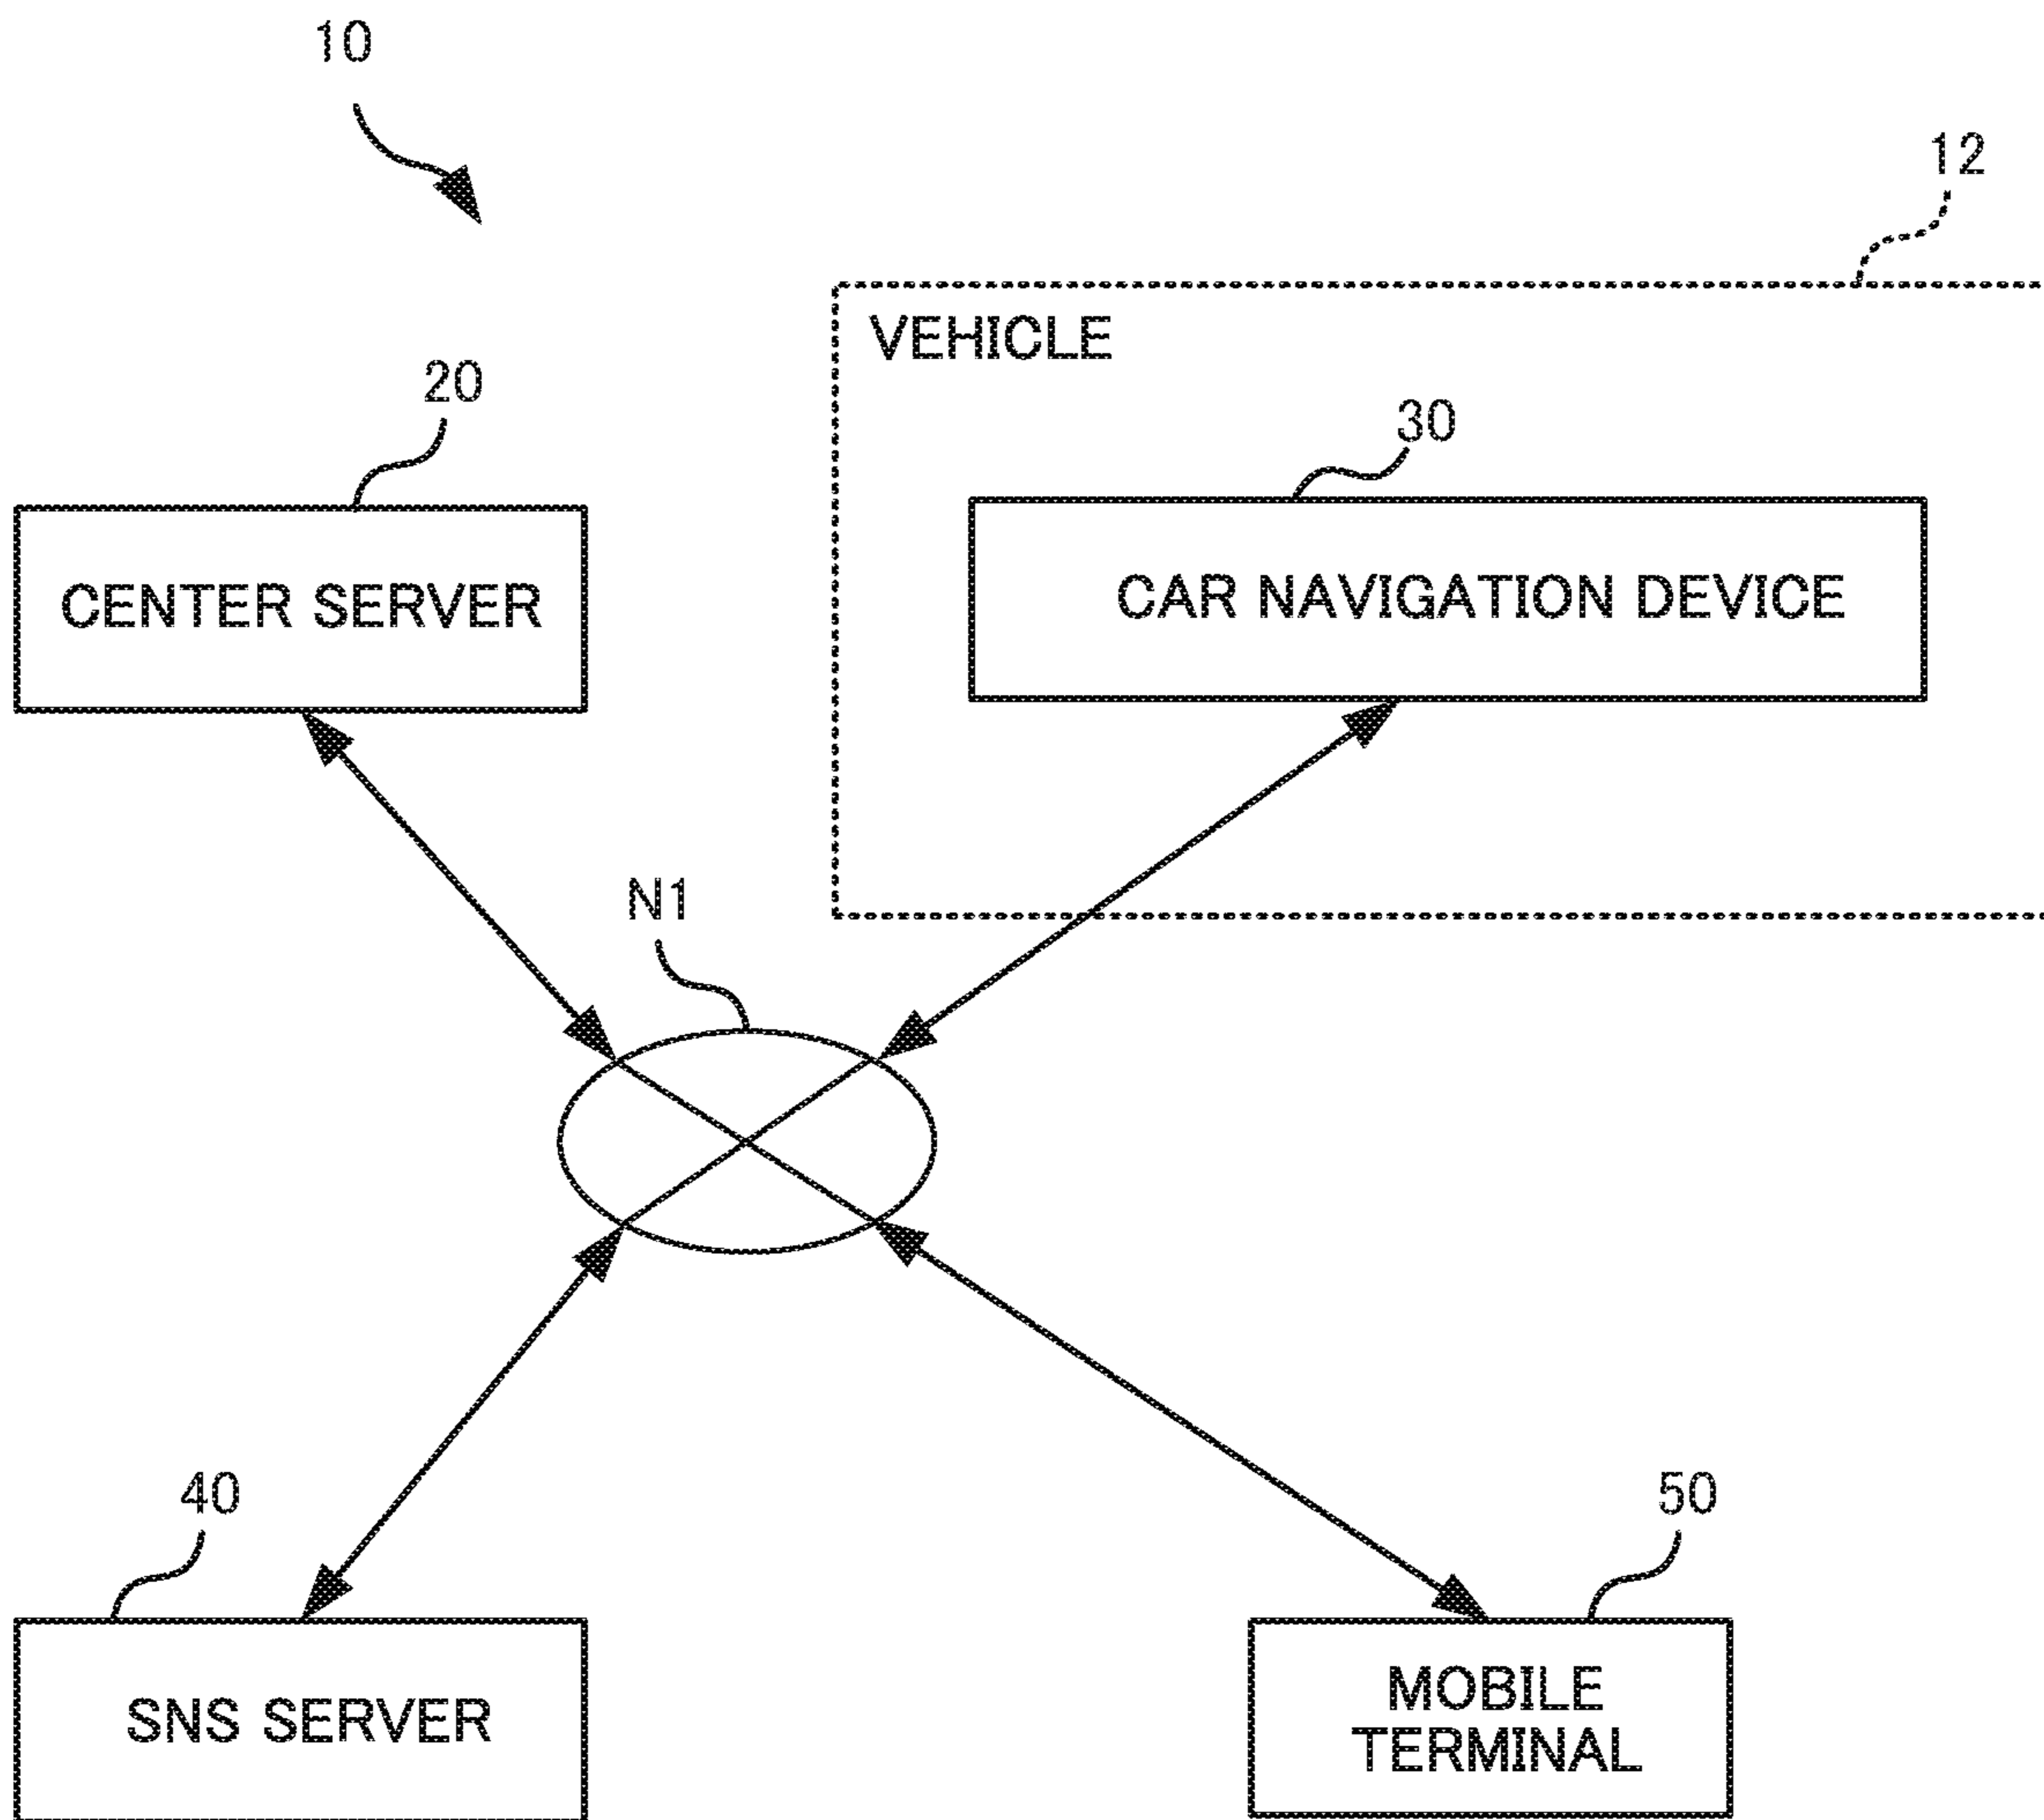 10
12
VEHICLE
20
30
CENTER SERVER
CAR NAVIGATION DEVICE
N1
40
50
SNS SERVER
MOBILE
TERMINAL